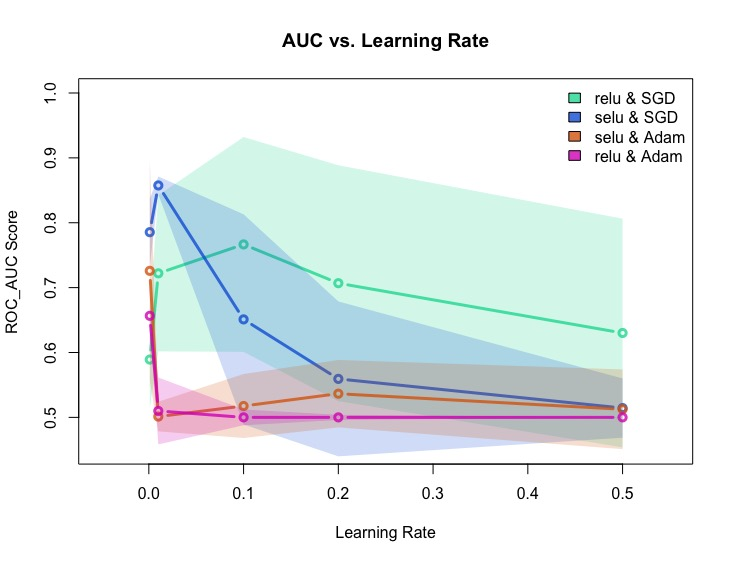 AUC vs. Learning Rate
relu & SGD
selu & SGD
selu & Adam
relu & Adam
ROC_AUC Score
1.0
0.9
0.8
0.7
0.6
0.5
0.0 0.1 0.2 0.3 0.4 0.5
Learning Rate